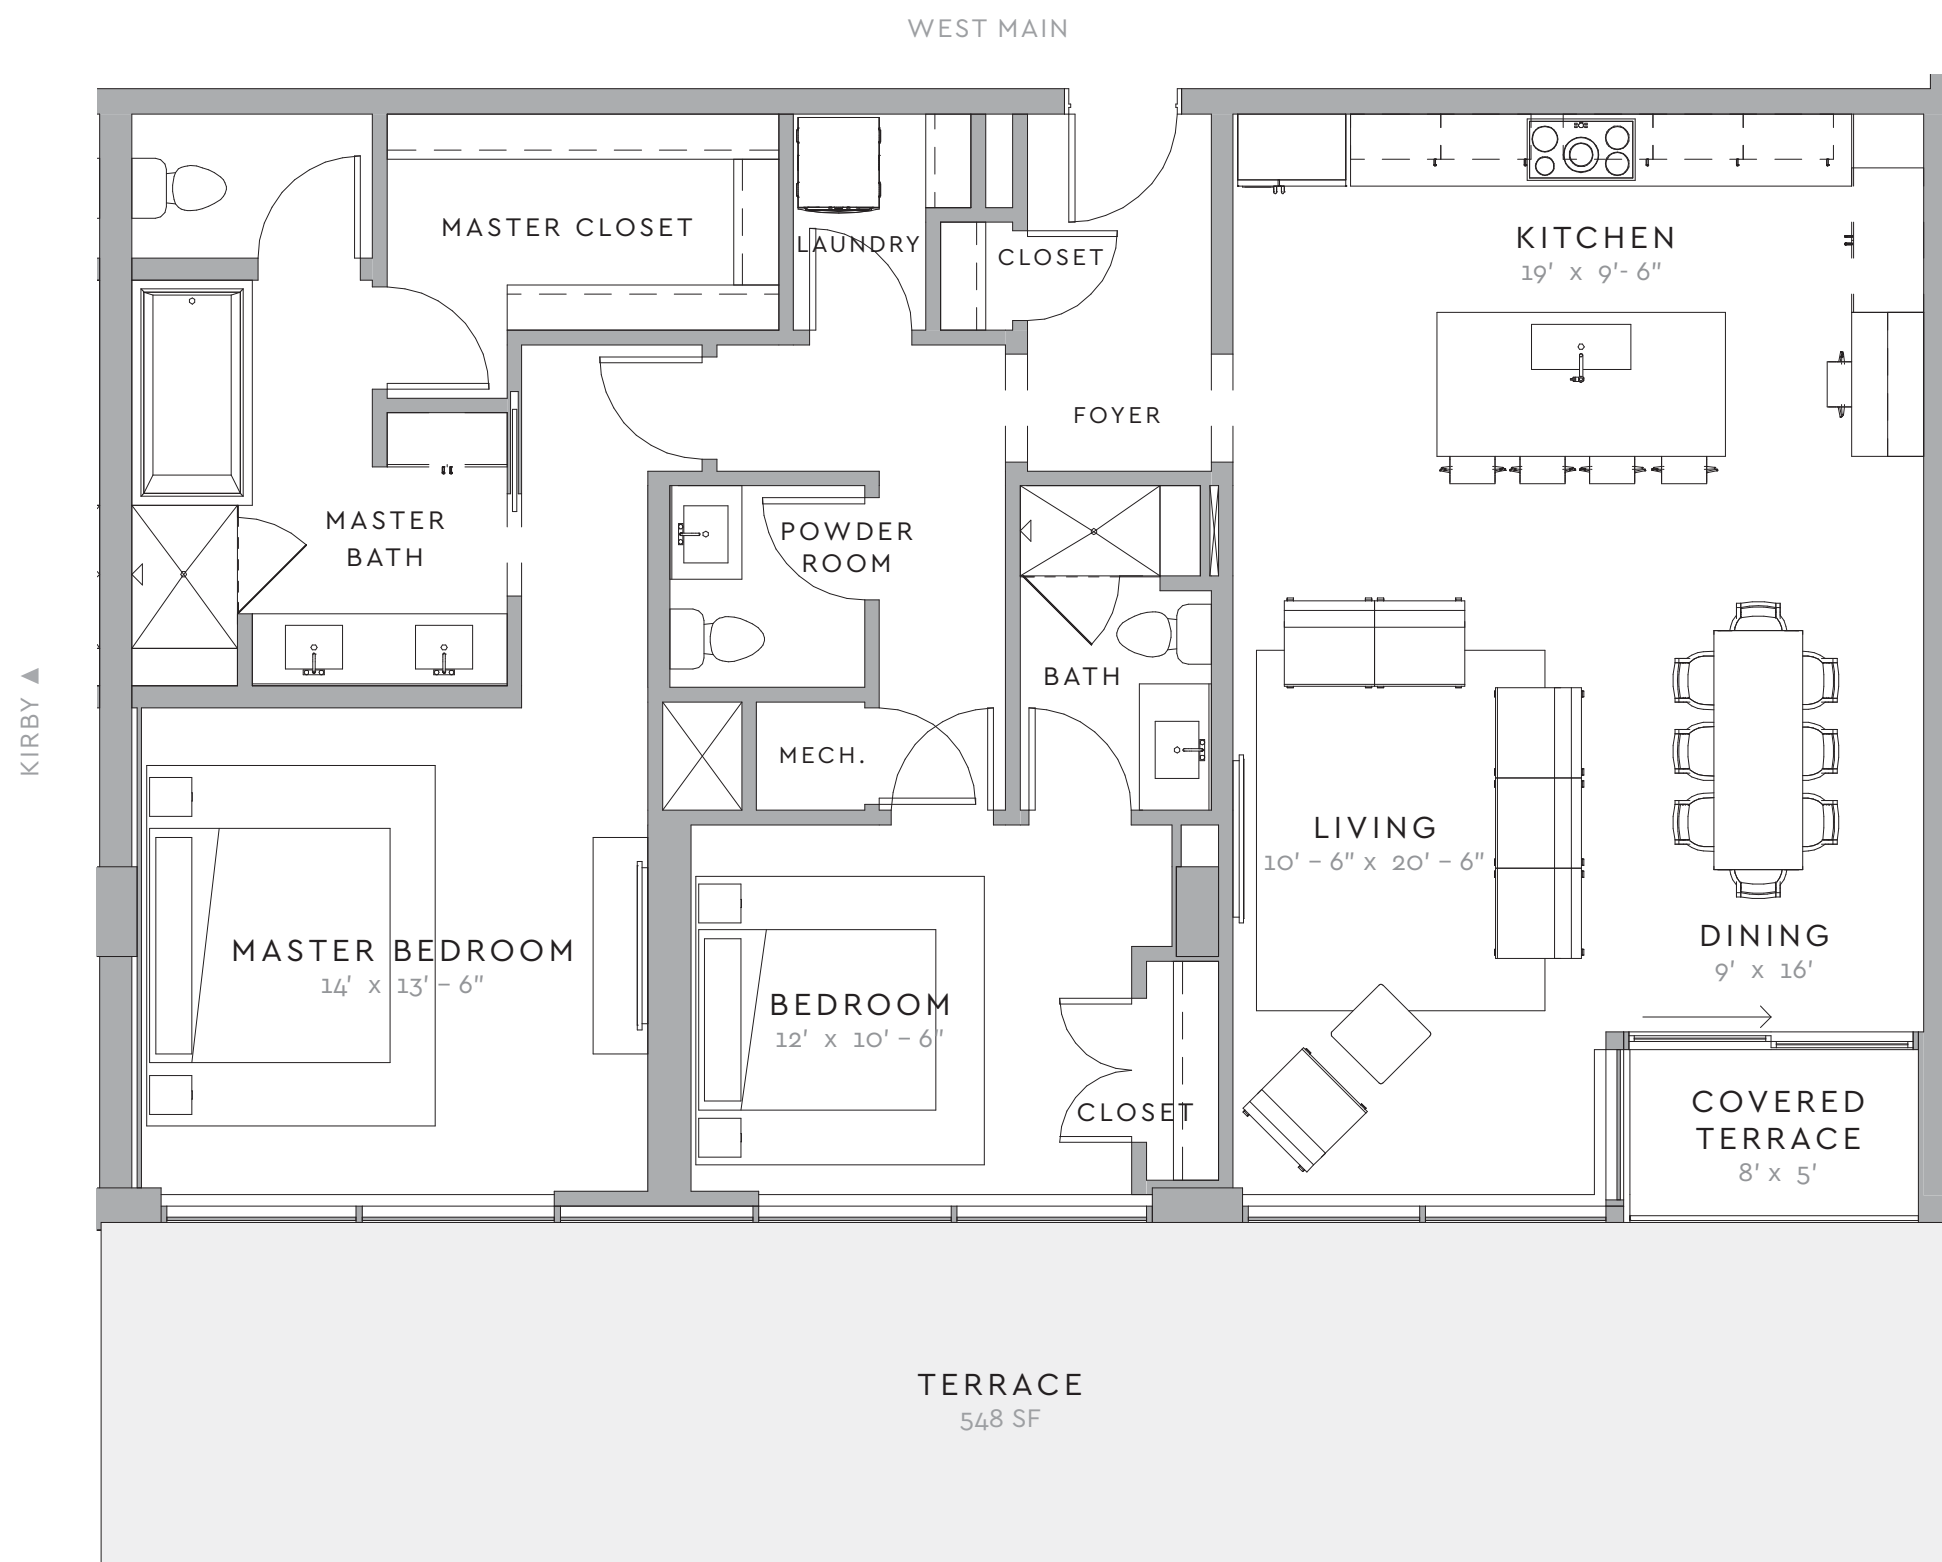 WEST MAIN
MASTER CLOSET
LAUNDRY
CLOSET
KITCHEN
19' x 9'- 6"
FOYER
MASTER
BATH
POWDER
ROOM
BATH
KIRBY ▲
MECH.
LIVING
10' - 6" x 20' - 6"
MASTER BEDROOM
14' x 13' - 6"
BEDROOM
12' x 10' - 6"
DINING
9' x 16'
CLOSET
COVERED
TERRACE
8' x 5'
TERRACE
548 SF